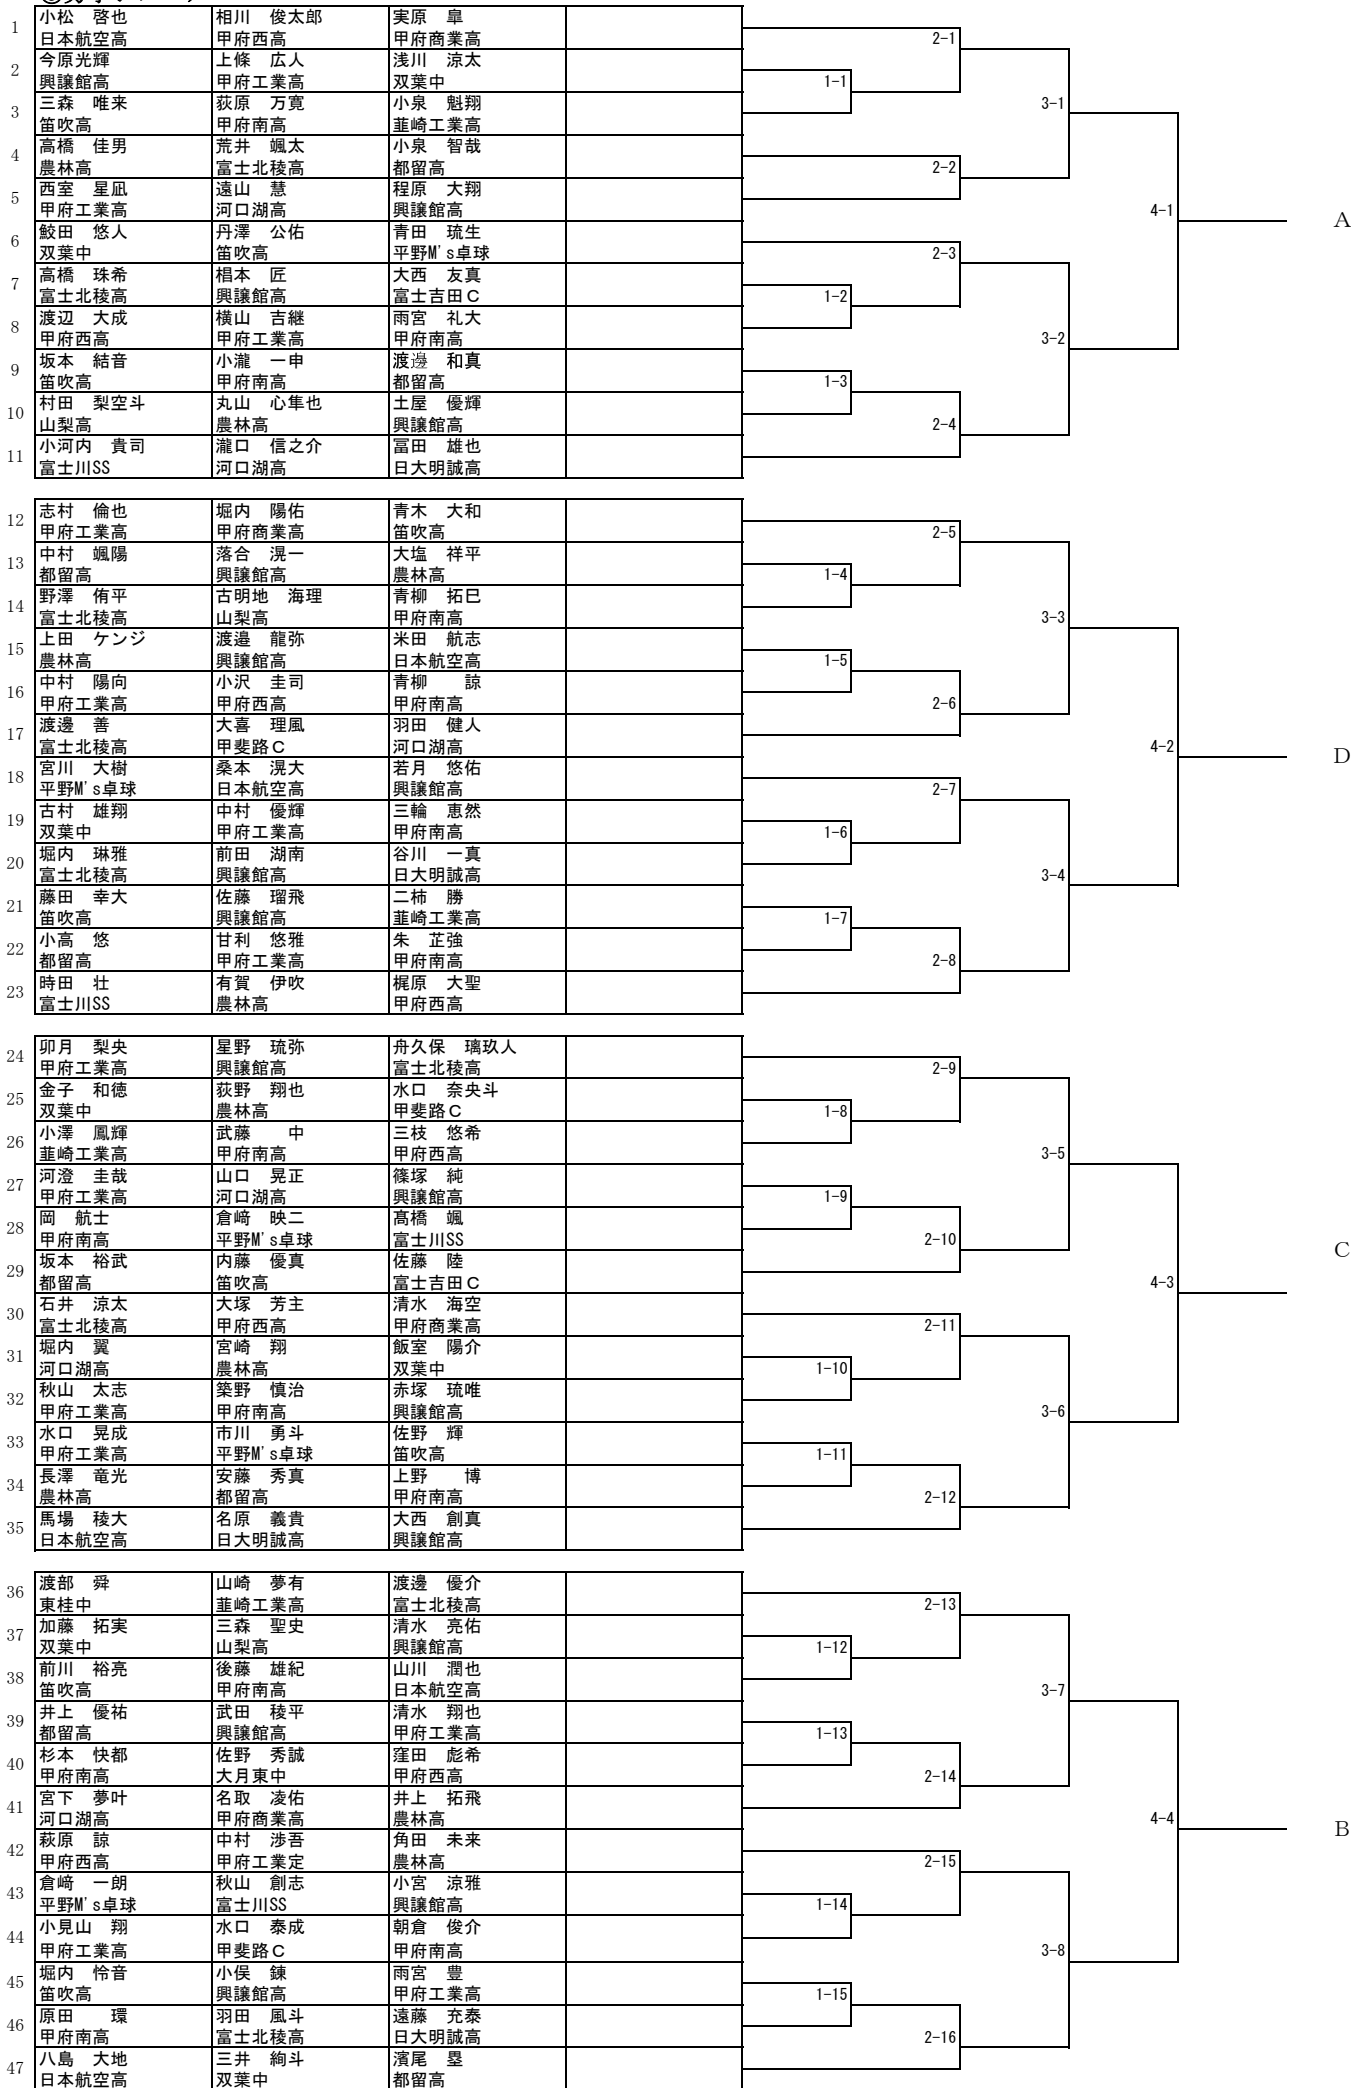 1 小松 啓也 相川 俊太郎 実原 皐
日本航空高 甲府西高 甲府商業高
2-1
2 今原光輝 上條 広人 浅川 涼太
興譲館高 甲府工業高 双葉中
1-1
3 三森 唯来 荻原 万寛 小泉 魁翔
笛吹高 甲府南高 韮崎工業高
3-1
4 高橋 佳男 荒井 颯太 小泉 智哉
農林高 富士北稜高 都留高
2-2
5 西室 星凪 遠山 慧 程原 大翔
甲府工業高 河口湖高 興譲館高
4-1 A
6 鮫田 悠人 丹澤 公佑 青田 琉生
双葉中 笛吹高 平野M's卓球
2-3
7 高橋 珠希 椙本 匠 大西 友真
富士北稜高 興譲館高 富士吉田C
1-2
8 渡辺 大成 横山 吉継 雨宮 礼大
甲府西高 甲府工業高 甲府南高
3-2
9 坂本 結音 小瀧 一申 渡邊 和真
笛吹高 甲府南高 都留高
1-3
10 村田 梨空斗 丸山 心隼也 土屋 優輝
山梨高 農林高 興譲館高
2-4
11 小河内 貴司 瀧口 信之介 冨田 雄也
富士川SS 河口湖高 日大明誠高
12 志村 倫也 堀内 陽佑 青木 大和
甲府工業高 甲府商業高 笛吹高
2-5
13 中村 颯陽 落合 滉一 大塩 祥平
都留高 興譲館高 農林高
1-4
14 野澤 侑平 古明地 海理 青柳 拓巳
富士北稜高 山梨高 甲府南高
3-3
15 上田 ケンジ 渡邉 龍弥 米田 航志
農林高 興譲館高 日本航空高
1-5
16 中村 陽向 小沢 圭司 青柳 諒
甲府工業高 甲府西高 甲府南高
2-6
17 渡邊 善 大喜 理風 羽田 健人
富士北稜高 甲斐路C 河口湖高
4-2 D
18 宮川 大樹 桑本 滉大 若月 悠佑
平野M's卓球 日本航空高 興譲館高
2-7
19 古村 雄翔 中村 優輝 三輪 恵然
双葉中 甲府工業高 甲府南高
1-6
20 堀内 琳雅 前田 湖南 谷川 一真
富士北稜高 興譲館高 日大明誠高
3-4
21 藤田 幸大 佐藤 瑠飛 二柿 勝
笛吹高 興譲館高 韮崎工業高
1-7
22 小高 悠 甘利 悠雅 朱 芷強
都留高 甲府工業高 甲府南高
2-8
23 時田 壮 有賀 伊吹 梶原 大聖
富士川SS 農林高 甲府西高
24 卯月 梨央 星野 琉弥 舟久保 璃玖人
甲府工業高 興譲館高 富士北稜高
2-9
25 金子 和徳 荻野 翔也 水口 奈央斗
双葉中 農林高 甲斐路C
1-8
26 小澤 鳳輝 武藤 中 三枝 悠希
韮崎工業高 甲府南高 甲府西高
3-5
27 河澄 圭哉 山口 晃正 篠塚 純
甲府工業高 河口湖高 興譲館高
1-9
28 岡 航士 倉﨑 映二 髙橋 颯
甲府南高 平野M's卓球 富士川SS
2-10 C
29 坂本 裕武 内藤 優真 佐藤 陸
都留高 笛吹高 富士吉田C
4-3
30 石井 涼太 大塚 芳主 清水 海空
富士北稜高 甲府西高 甲府商業高
2-11
31 堀内 翼 宮崎 翔 飯室 陽介
河口湖高 農林高 双葉中
1-10
32 秋山 太志 築野 慎治 赤塚 琉唯
甲府工業高 甲府南高 興譲館高
3-6
33 水口 晃成 市川 勇斗 佐野 輝
甲府工業高 平野M's卓球 笛吹高
1-11
34 長澤 竜光 安藤 秀真 上野 博
農林高 都留高 甲府南高
2-12
35 馬場 稜大 名原 義貴 大西 創真
日本航空高 日大明誠高 興譲館高
36 渡部 舜 山崎 夢有 渡邊 優介
東桂中 韮崎工業高 富士北稜高
2-13
37 加藤 拓実 三森 聖史 清水 亮佑
双葉中 山梨高 興譲館高
1-12
38 前川 裕亮 後藤 雄紀 山川 潤也
笛吹高 甲府南高 日本航空高
3-7
39 井上 優祐 武田 稜平 清水 翔也
都留高 興譲館高 甲府工業高
1-13
40 杉本 快都 佐野 秀誠 窪田 彪希
甲府南高 大月東中 甲府西高
2-14
41 宮下 夢叶 名取 凌佑 井上 拓飛
河口湖高 甲府商業高 農林高
4-4 B
42 萩原 諒 中村 渉吾 角田 未来
甲府西高 甲府工業定 農林高
2-15
43 倉﨑 一朗 秋山 創志 小宮 涼雅
平野M's卓球 富士川SS 興譲館高
1-14
44 小見山 翔 水口 泰成 朝倉 俊介
甲府工業高 甲斐路C 甲府南高
3-8
45 堀内 怜音 小俣 錬 雨宮 豊
笛吹高 興譲館高 甲府工業高
1-15
46 原田 環 羽田 風斗 遠藤 充泰
甲府南高 富士北稜高 日大明誠高
2-16
47 八島 大地 三井 絢斗 濱尾 塁
日本航空高 双葉中 都留高